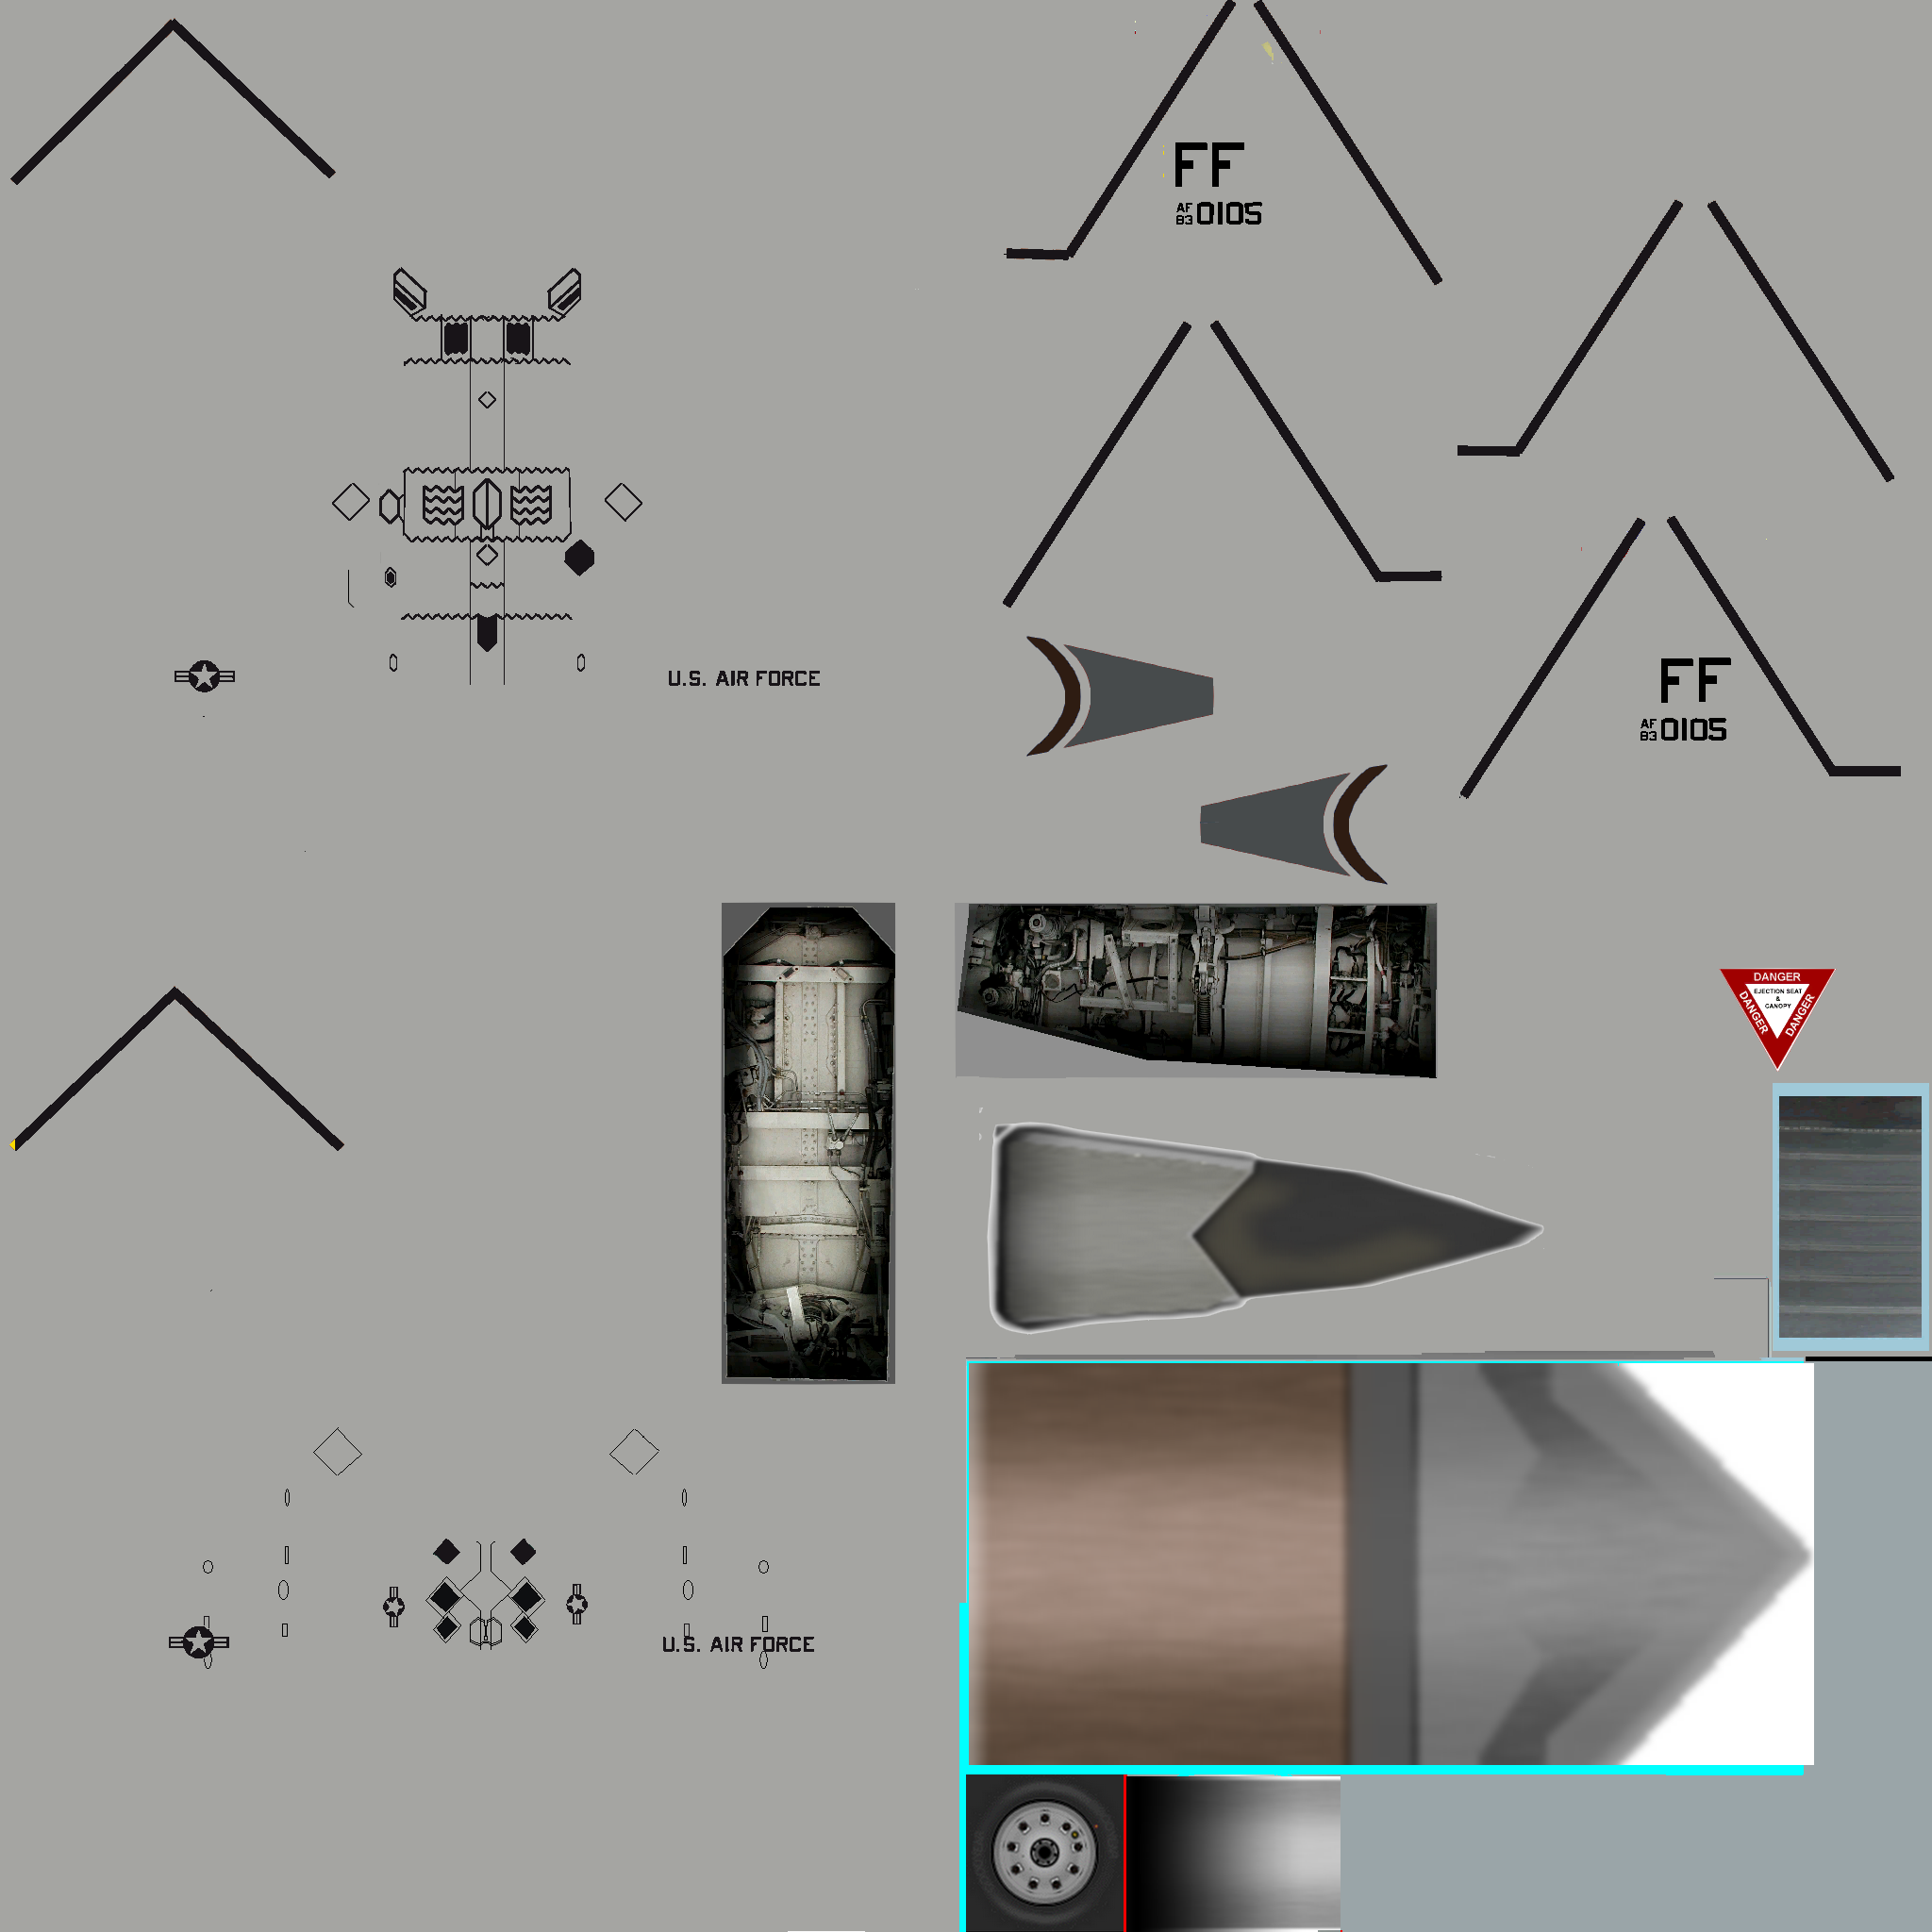 FF
AF
83 0105
U.S. AIR FORCE
FF
AF
83 0105
DANGER
EJECTION SEAT
&
CANOPY
DANGER
DANGER
U.S. AIR FORCE